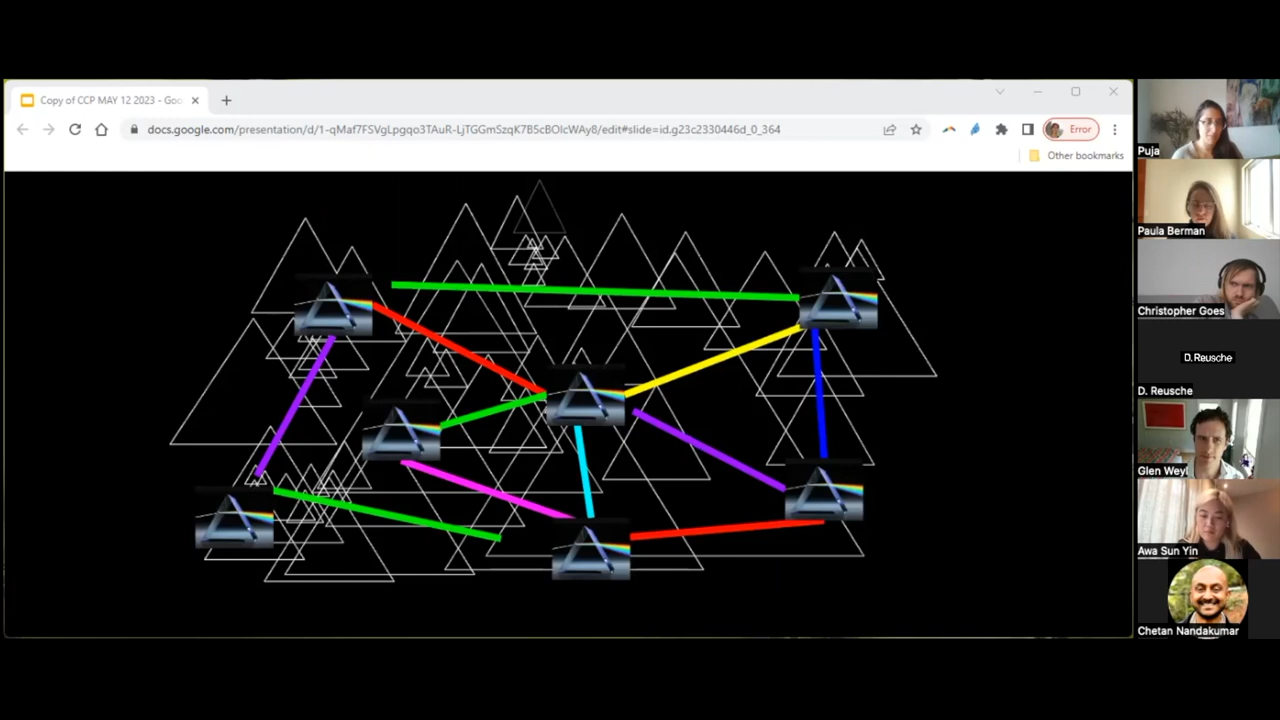 Copy of CCP MAY 12 2023 - Goo
docs.google.com/presentation/d/1-qMaf7FSVgLpgqo3TAuR-LjTGGmSzqK7B5cBOIcWAy8/edit#slide=id.g23c2330446d_0_364
Error
Other bookmarks
Puja
Paula Berman
Christopher Goes
D. Reusche
D. Reusche
Glen Weyl
Awa Sun Yin
Chetan Nandakumar